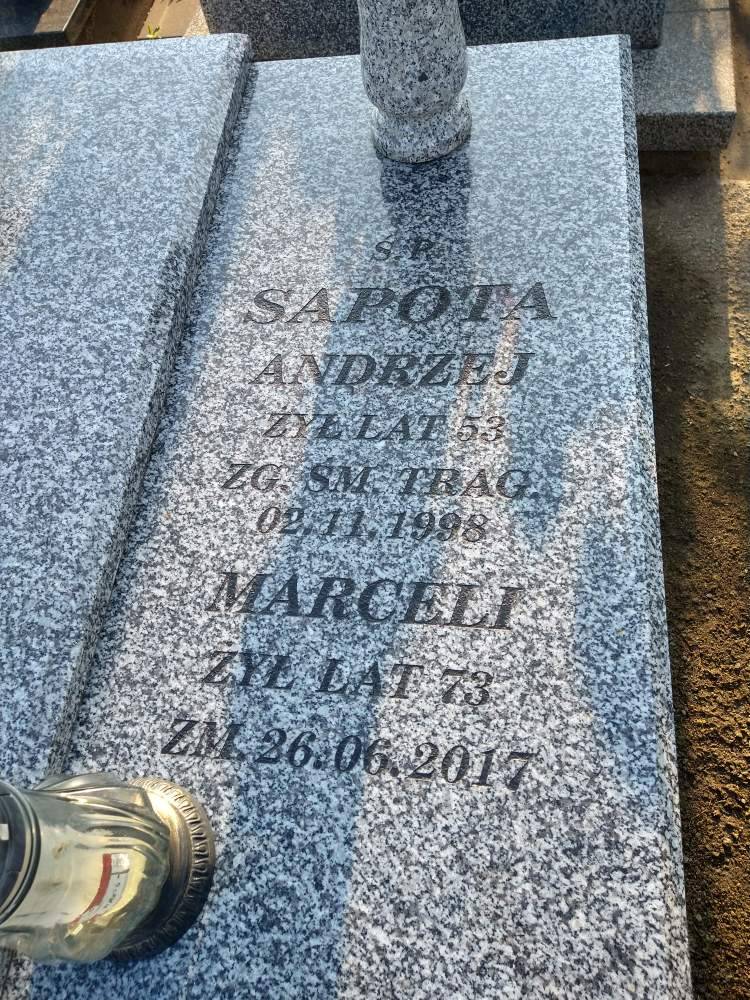 Ś.P.
SAPOTA
ANDRZEJ
ŻYŁ LAT 53
ZG. ŚM. TRAG.
02.11.1998
MARCELI
ŻYŁ LAT 73
ZM. 26.06.2017